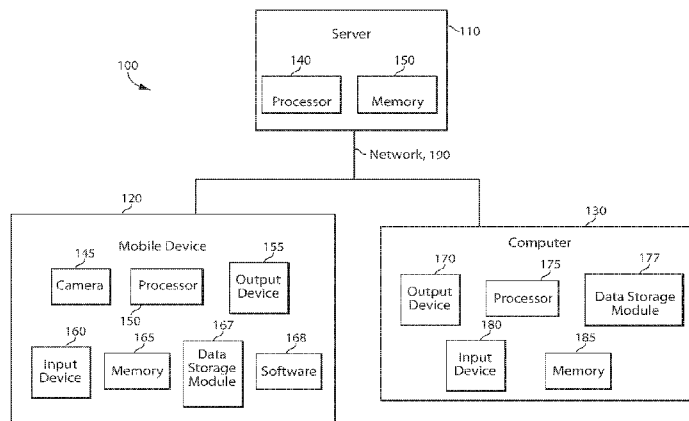 Server
110
100
140
150
Processor
Memory
Network, 190
120
130
Mobile Device
Computer
145
155
170
175
177
Camera
Processor
Output
Device
Output
Device
Processor
Data Storage
Module
150
160
165
167
168
180
185
Input
Device
Memory
Data
Storage
Module
Software
Input
Device
Memory